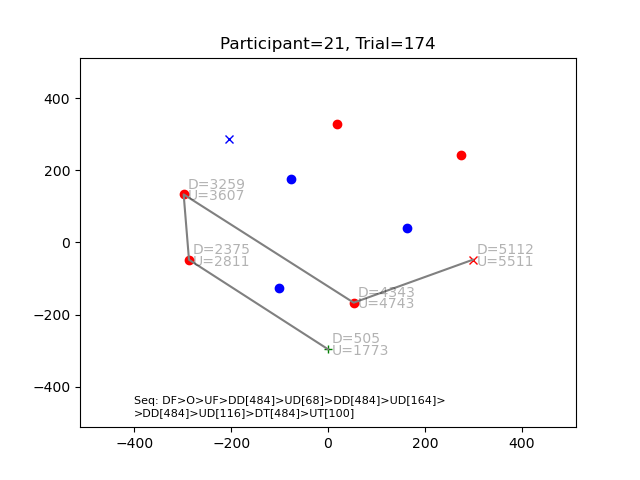 Participant=21, Trial=174
400
200
0
−200
−400
−400
−200
0
200
400
D=3259
U=3607
D=2375
U=2811
D=5112
U=5511
D=4343
U=4743
D=505
U=1773
Seq: DF>O>UF>DD[484]>UD[68]>DD[484]>UD[164]>
>DD[484]>UD[116]>DT[484]>UT[100]